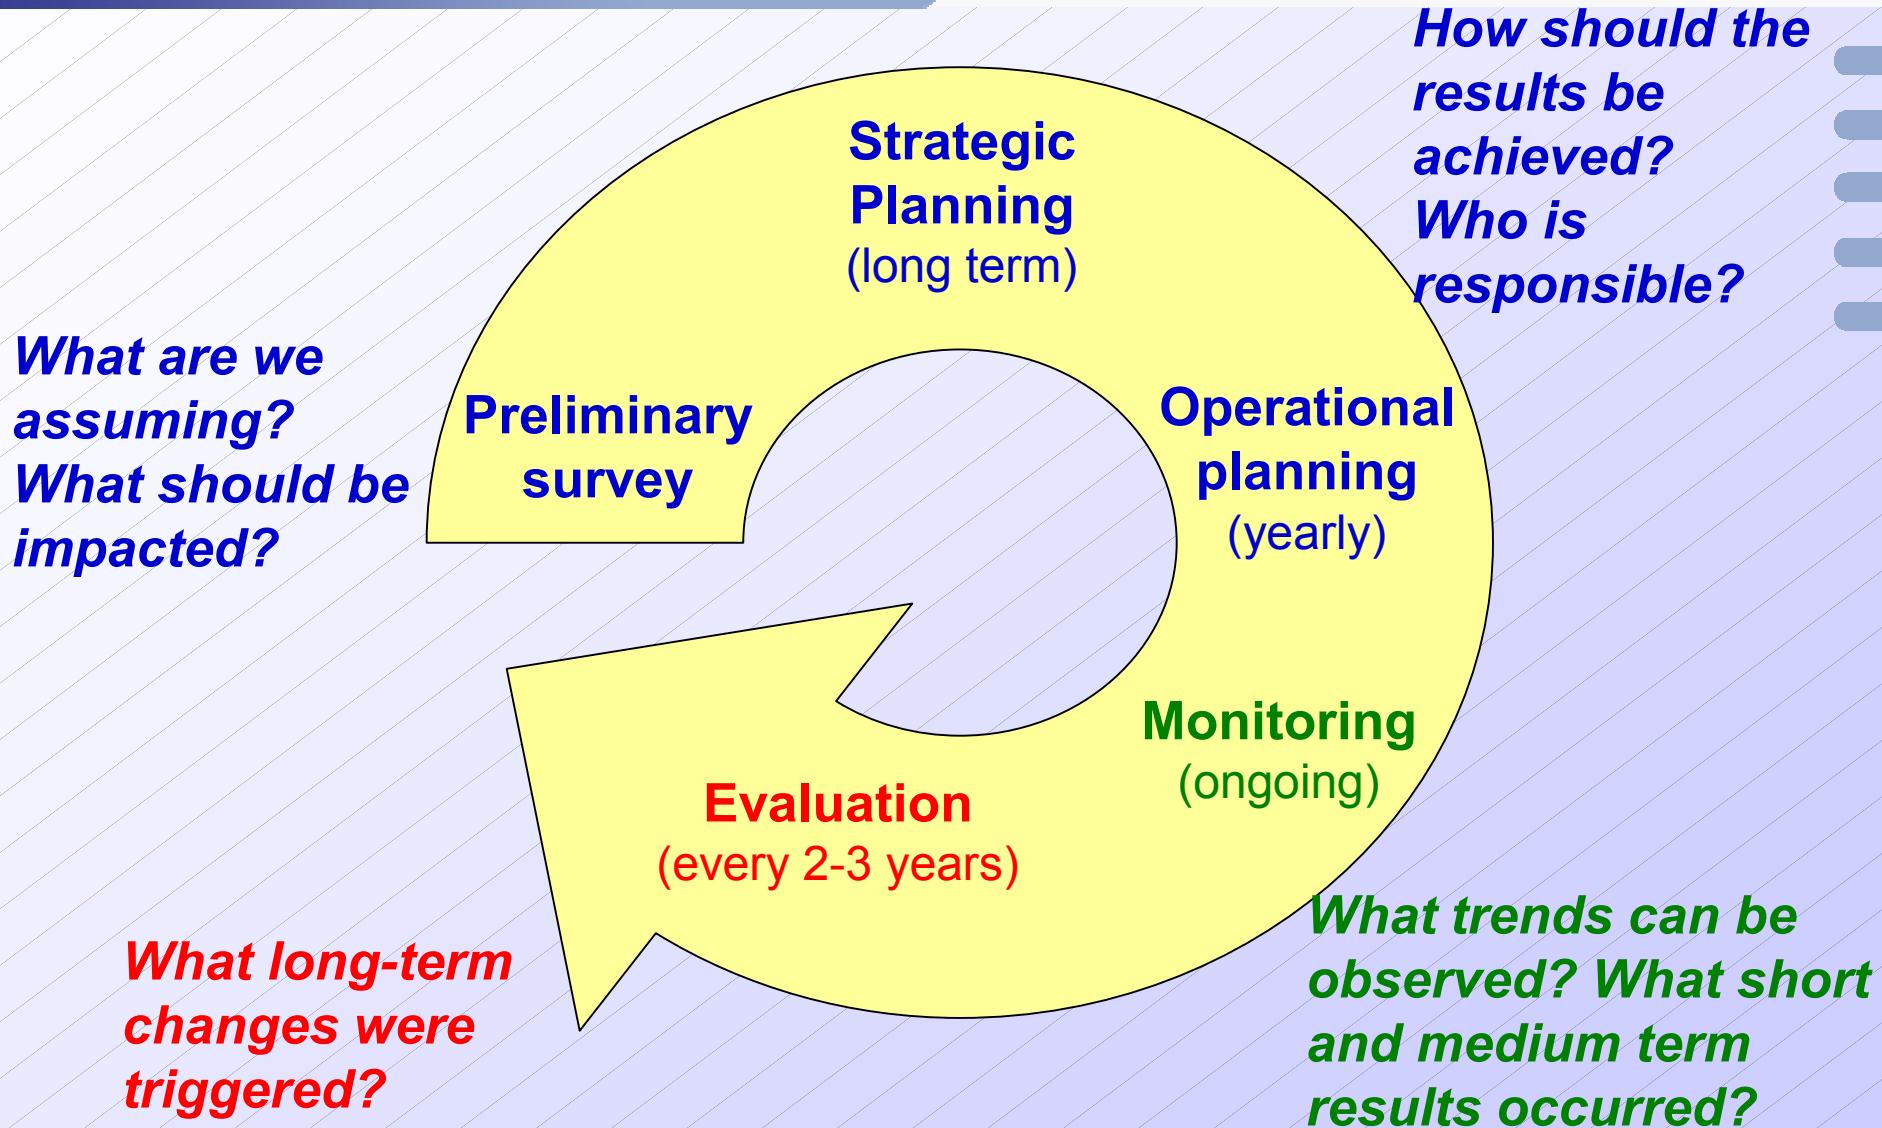 How should the
results be
achieved?
Who is
responsible?
Strategic
Planning
(long term)
What are we
assuming?
What should be
impacted?
Preliminary
survey
Operational
planning
(yearly)
Monitoring
(ongoing)
Evaluation
(every 2-3 years)
What long-term
changes were
triggered?
What trends can be
observed? What short
and medium term
results occurred?